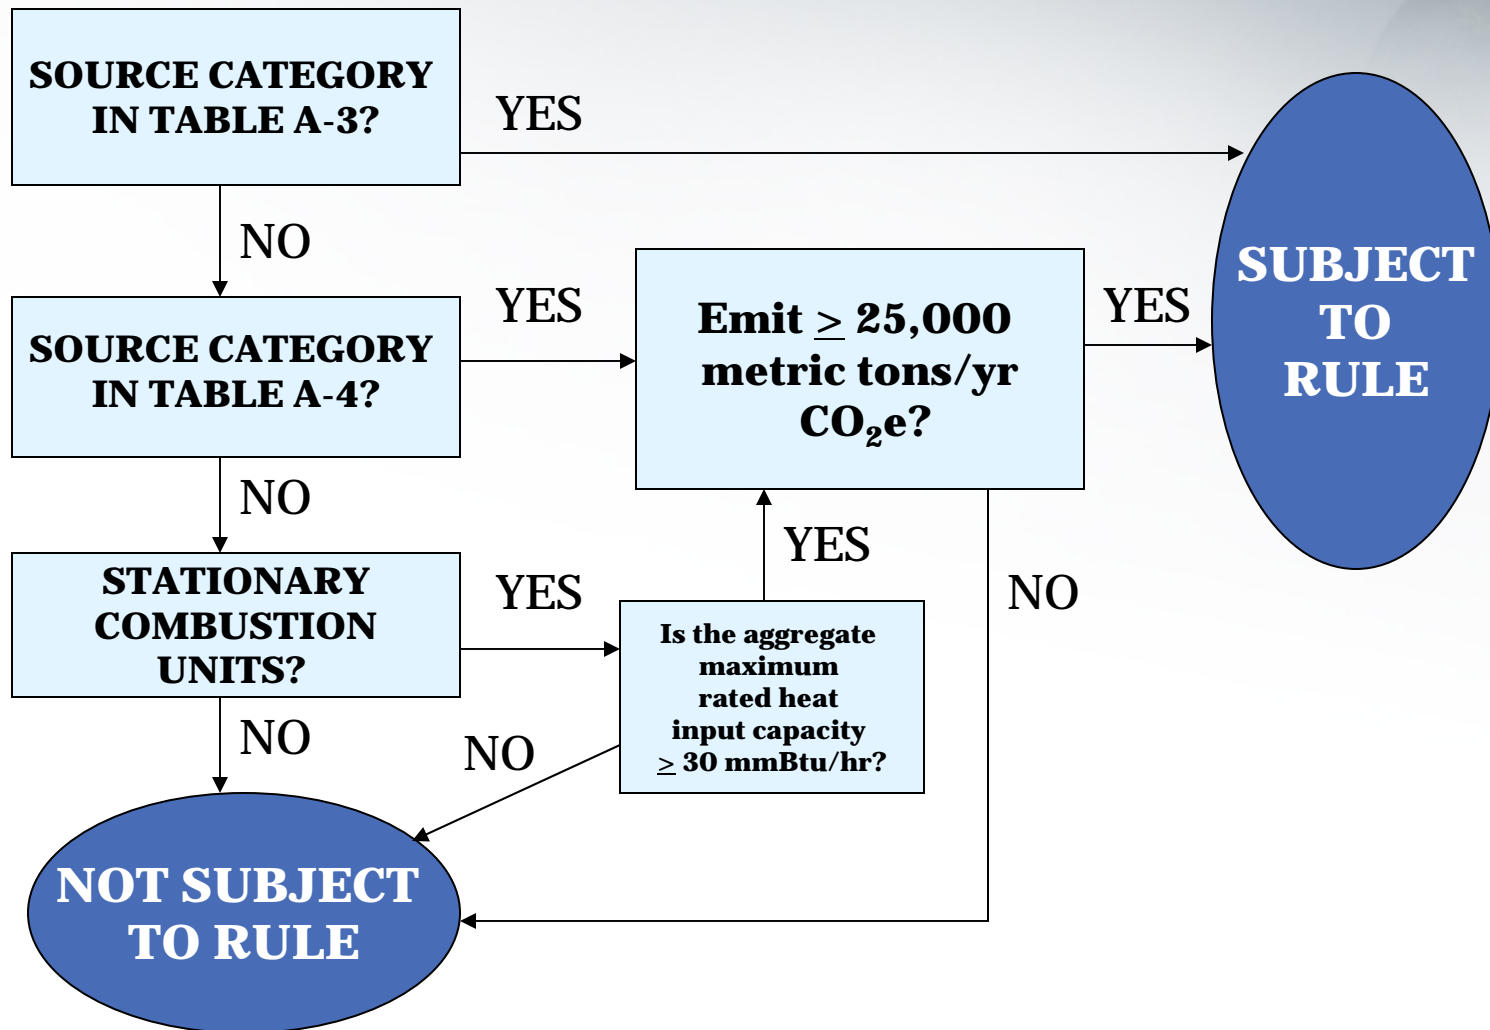 SOURCE CATEGORY
IN TABLE A-3?
YES
NO
SOURCE CATEGORY
IN TABLE A-4?
YES
Emit ≥ 25,000
metric tons/yr
CO₂e?
YES
SUBJECT
TO
RULE
NO
STATIONARY
COMBUSTION
UNITS?
YES
Is the aggregate
maximum
rated heat
input capacity
≥ 30 mmBtu/hr?
YES
NO
NO
NO
NOT SUBJECT
TO RULE